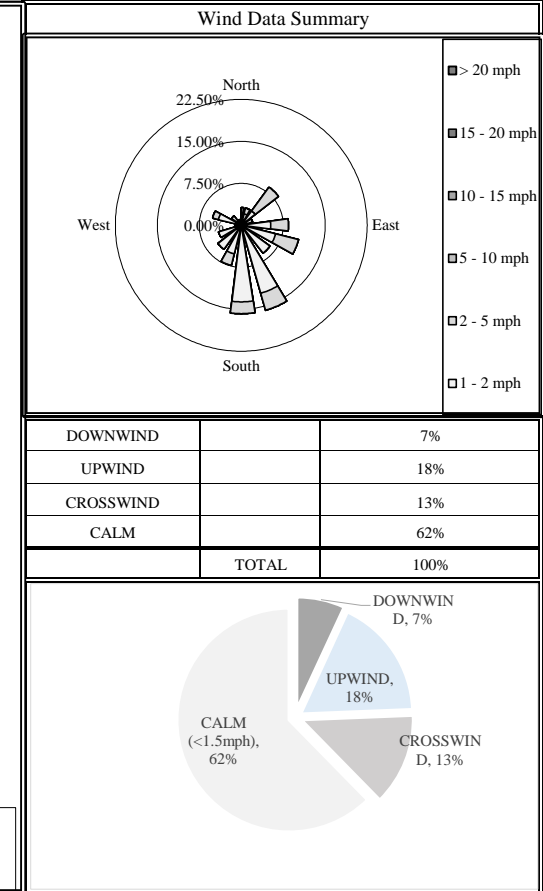 Wind Data Summary
North
22.50%
15.00%
7.50%
0.00%
West
East
South
> 20 mph
15 - 20 mph
10 - 15 mph
5 - 10 mph
2 - 5 mph
1 - 2 mph
DOWNWIND 7%
UPWIND 18%
CROSSWIND 13%
CALM 62%
TOTAL 100%
DOWNWIN
D, 7%
UPWIND,
18%
CROSSWIN
D, 13%
CALM
(<1.5mph),
62%